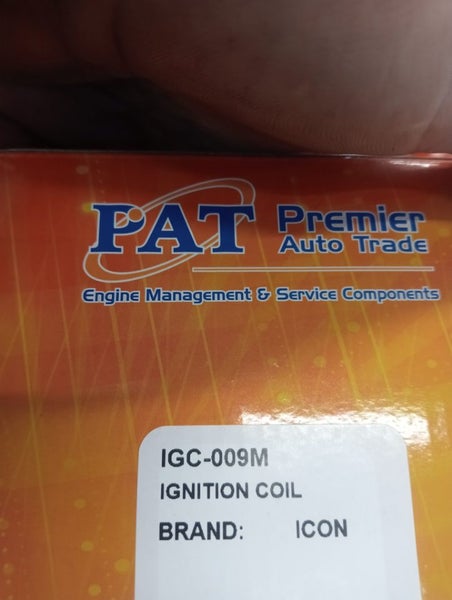 PAT Premier
Auto Trade
Engine Management & Service Components
IGC-009M
IGNITION COIL
BRAND: ICON